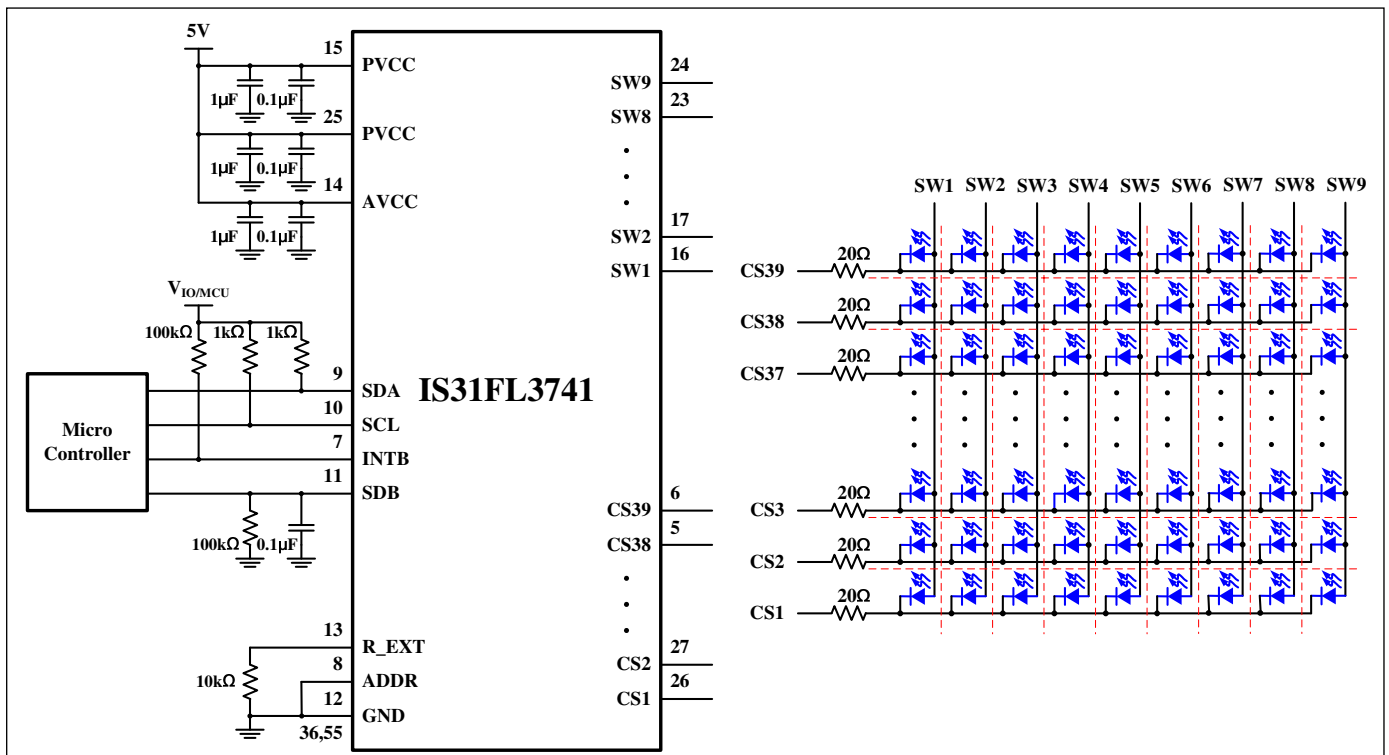 5V
15
PVCC
1µF
0.1µF
25
PVCC
1µF
0.1µF
14
AVCC
1µF
0.1µF
V_IO/MCU
100kΩ
1kΩ
1kΩ
Micro
Controller
9
SDA
10
SCL
7
INTB
11
SDB
100kΩ
0.1µF
13
R_EXT
8
ADDR
10kΩ
12
GND
36,55
IS31FL3741
24
SW9
23
SW8
17
SW2
16
SW1
6
CS39
5
CS38
27
CS2
26
CS1
SW1 SW2 SW3 SW4 SW5 SW6 SW7 SW8 SW9
20Ω
CS39
20Ω
CS38
20Ω
CS37
20Ω
CS3
20Ω
CS2
20Ω
CS1